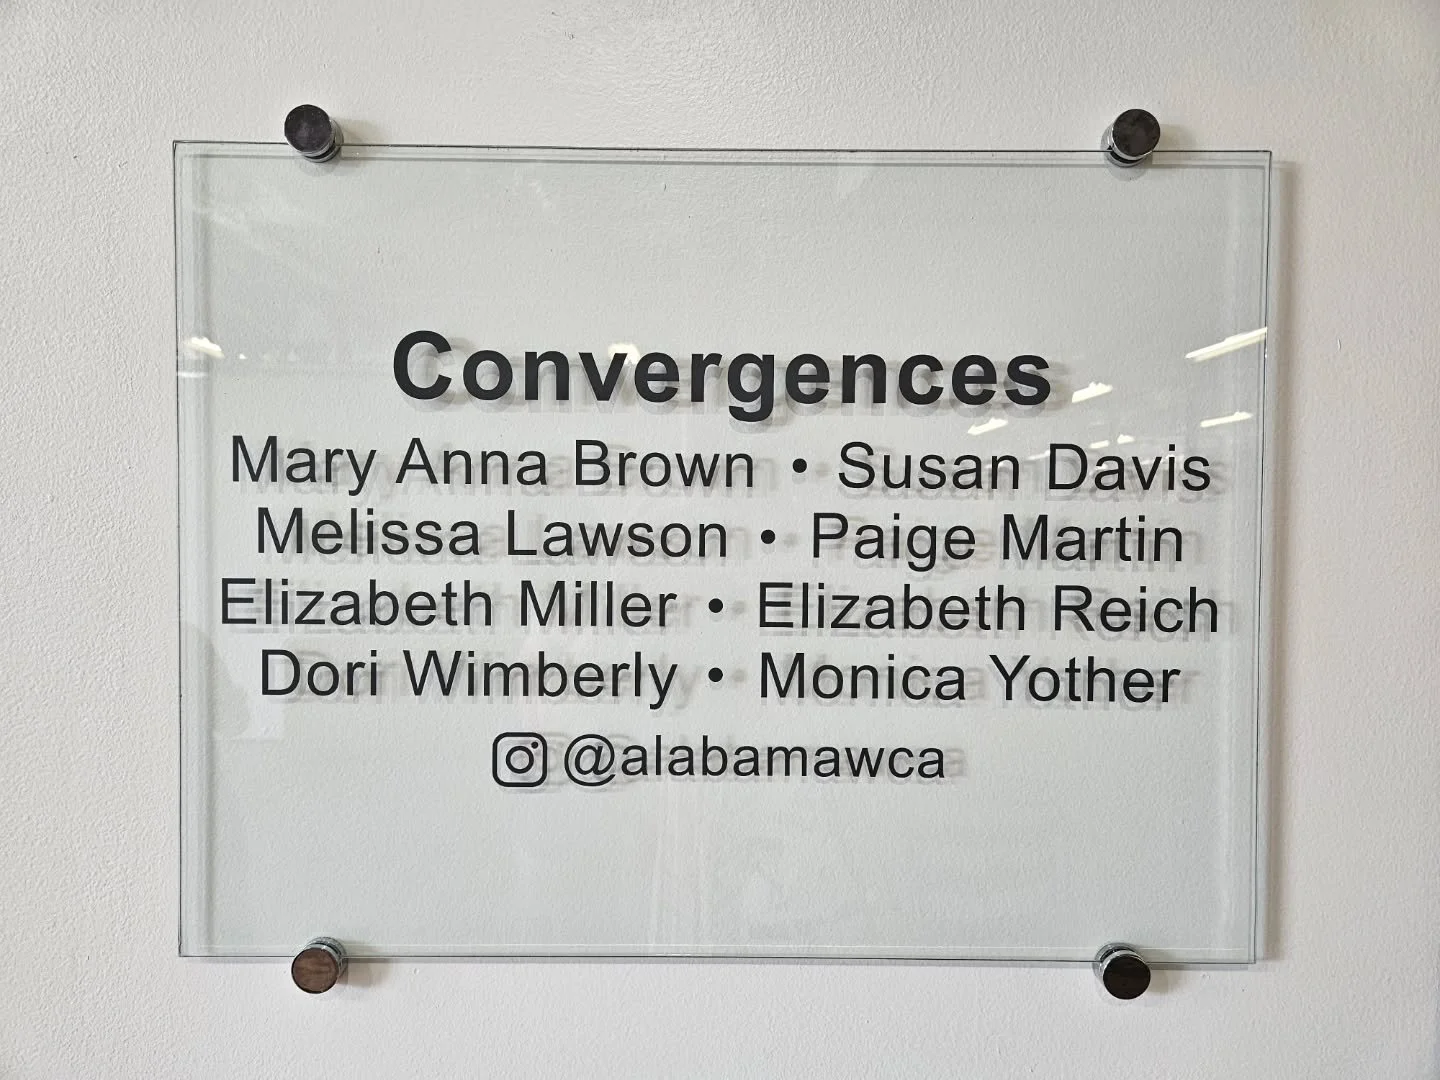 Convergences
Mary Anna Brown • Susan Davis
Melissa Lawson • Paige Martin
Elizabeth Miller • Elizabeth Reich
Dori Wimberly • Monica Yother
@alabamawca